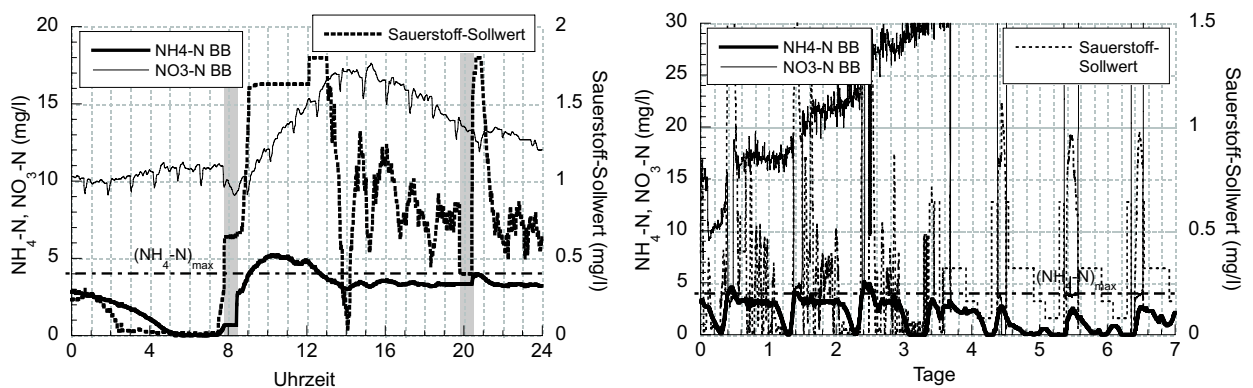 20
2
NH4-N BB
NO3-N BB
Sauerstoff-Sollwert
15
1.5
10
1
5
0.5
0
0
(NH4-N)max
0 4 8 12 16 20 24
Uhrzeit
NH4-N, NO3-N (mg/l)
Sauerstoff-Sollwert (mg/l)
30
1.5
NH4-N BB
NO3-N BB
Sauerstoff-
Sollwert
25
20
1
15
10
0.5
5
0
0
(NH4-N)max
0 1 2 3 4 5 6 7
Tage
NH4-N, NO3-N (mg/l)
Sauerstoff-Sollwert (mg/l)